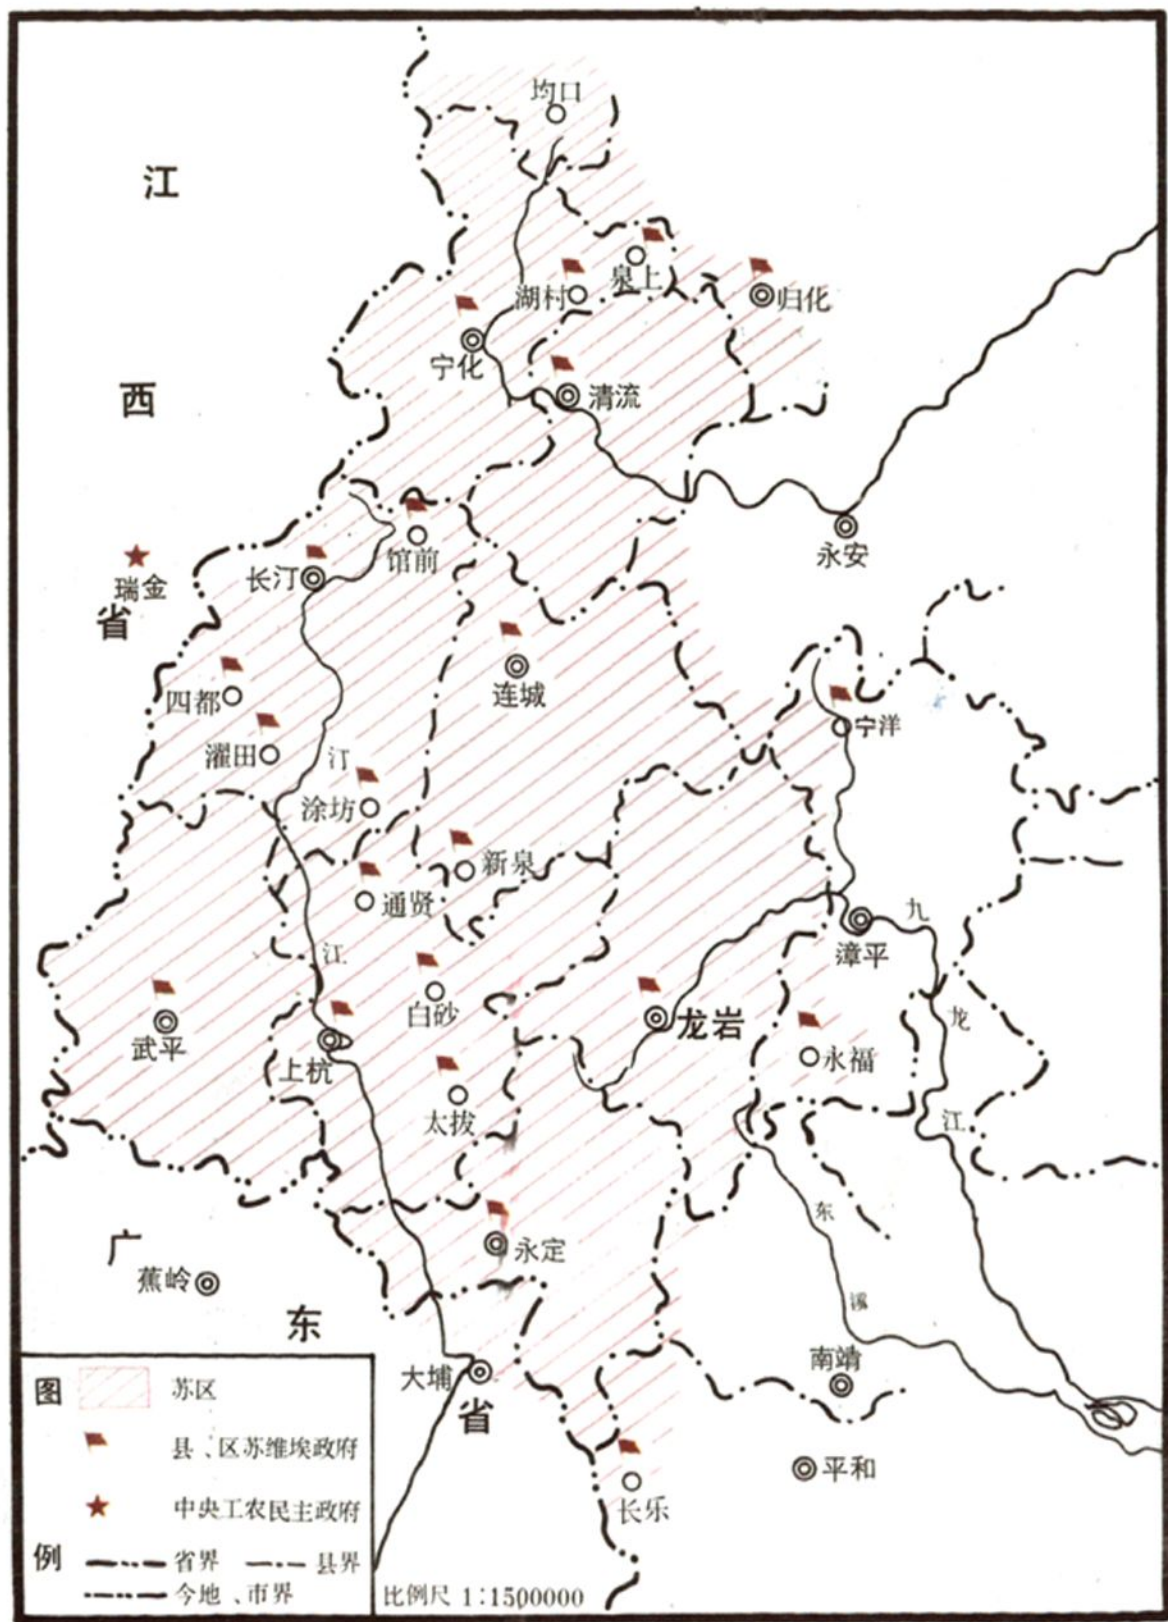 均口
江
泉上
湖村
归化
宁化
西
清流
永安
馆前
长汀
瑞金
省
连城
四都
宁洋
濯田
汀
涂坊
新泉
通贤
九
漳平
江
白砂
龙岩
龙
武平
上杭
永福
太拔
江
东
永定
广
蕉岭
溪
东
大埔
南靖
省
平和
长乐
图
苏区
县、区苏维埃政府
中央工农民主政府
例
省界 县界
今地、市界
比例尺 1:1500000